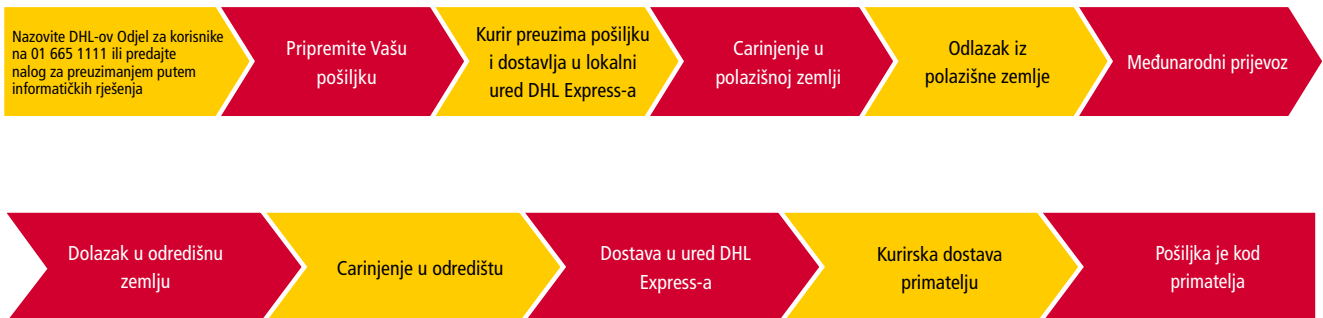 Nazovite DHL-ov Odjel za korisnike
na 01 665 1111 ili predajte
nalog za preuzimanjem putem
informatičkih rješenja
Pripremite Vašu
pošiljku
Kurir preuzima pošiljku
i dostavlja u lokalni
ured DHL Express-a
Carinjenje u
polazišnoj zemlji
Odlazak iz
polazišne zemlje
Međunarodni prijevoz
Dolazak u odredišnu
zemlju
Carinjenje u odredištu
Dostava u ured DHL
Express-a
Kurirska dostava
primatelju
Pošiljka je kod
primatelja